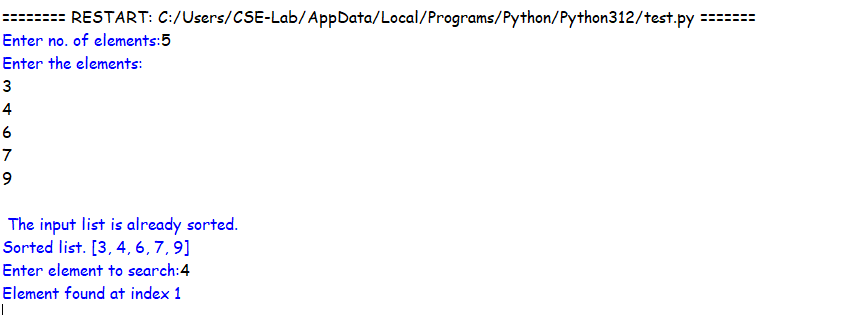 ======== RESTART: C:/Users/CSE-Lab/AppData/Local/Programs/Python/Python312/test.py =======
Enter no. of elements:5
Enter the elements:
3
4
6
7
9

 The input list is already sorted.
Sorted list. [3, 4, 6, 7, 9]
Enter element to search:4
Element found at index 1